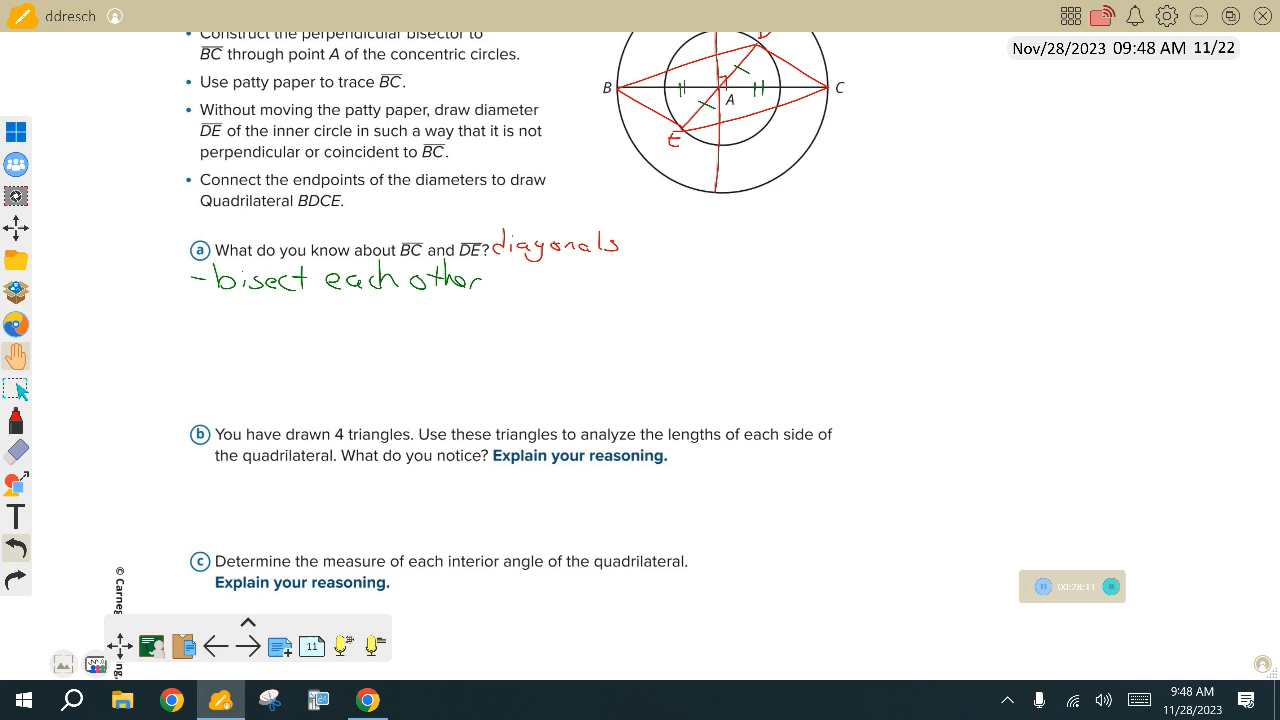 ddresch
Nov/28/2023 09:48 AM 11/22
• Construct the perpendicular bisector to
BC through point A of the concentric circles.
• Use patty paper to trace BC.
• Without moving the patty paper, draw diameter
DE of the inner circle in such a way that it is not
perpendicular or coincident to BC.
• Connect the endpoints of the diameters to draw
Quadrilateral BDCE.
D
B
A
C
E
a What do you know about BC and DE? diagonals
- bisect each other
b You have drawn 4 triangles. Use these triangles to analyze the lengths of each side of
the quadrilateral. What do you notice? Explain your reasoning.
c Determine the measure of each interior angle of the quadrilateral.
Explain your reasoning.
00:28:11
11
9:48 AM
11/28/2023